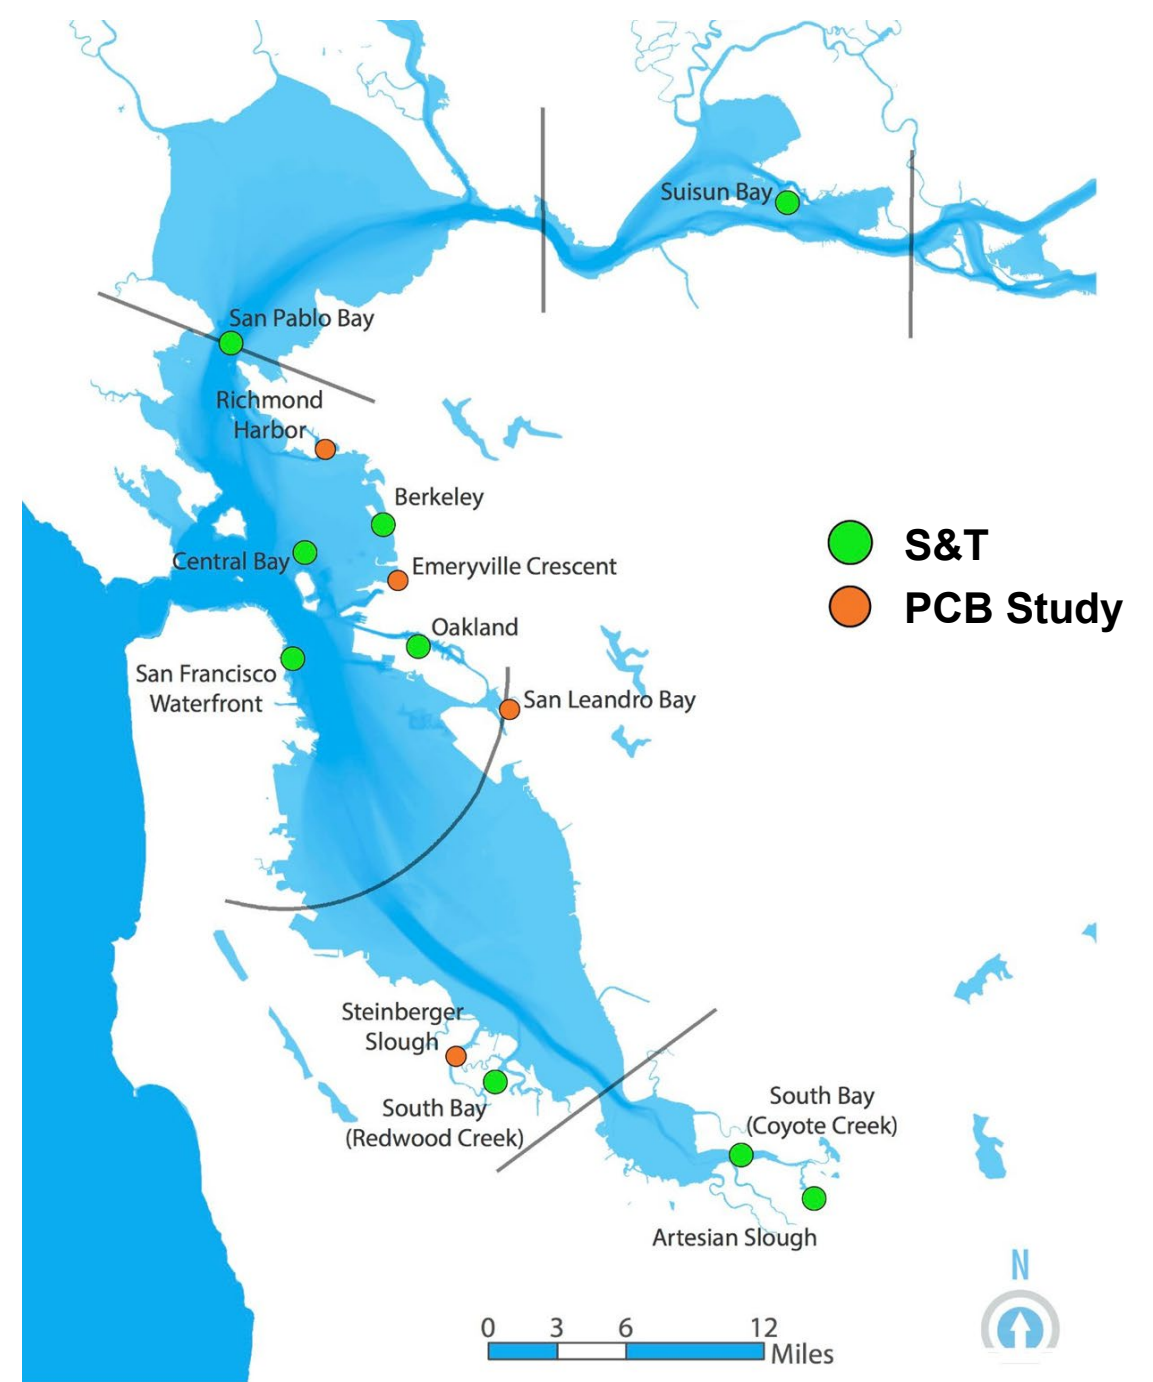 Suisun Bay
San Pablo Bay
Richmond
Harbor
Berkeley
Central Bay
Emeryville Crescent
S&T
PCB Study
Oakland
San Francisco
Waterfront
San Leandro Bay
Steinberger
Slough
South Bay
(Redwood Creek)
South Bay
(Coyote Creek)
Artesian Slough
N
0 3 6 12
Miles